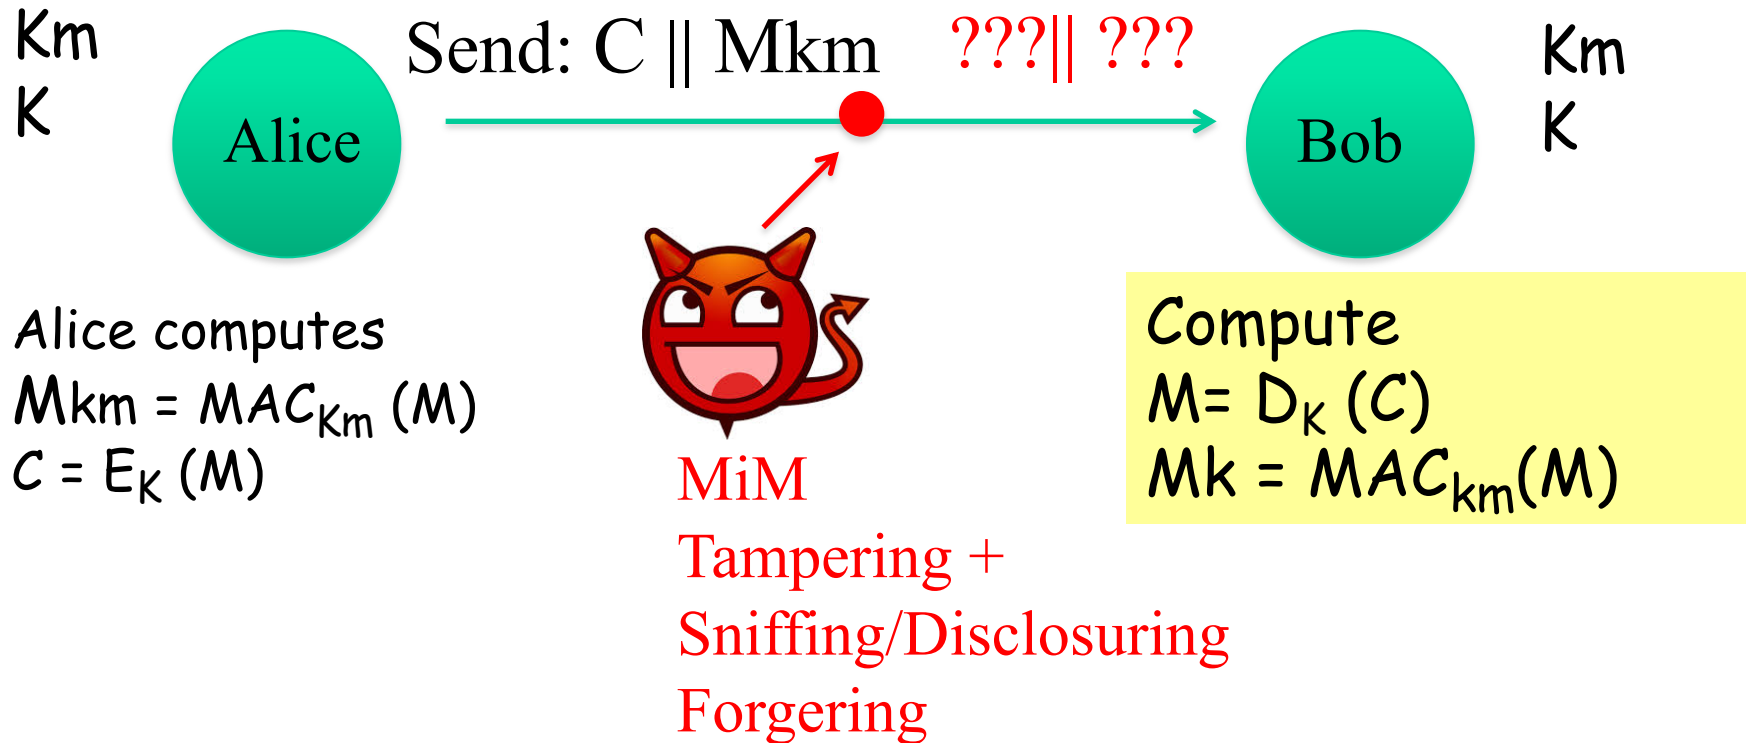 Km
K
Alice
Send: C || Mkm ???|| ???
Bob
Km
K
Alice computes
Mkm = MACKm (M)
C = EK (M)
MiM
Tampering +
Sniffing/Disclosuring
Forgering
Compute
M= DK (C)
Mk = MACkm(M)